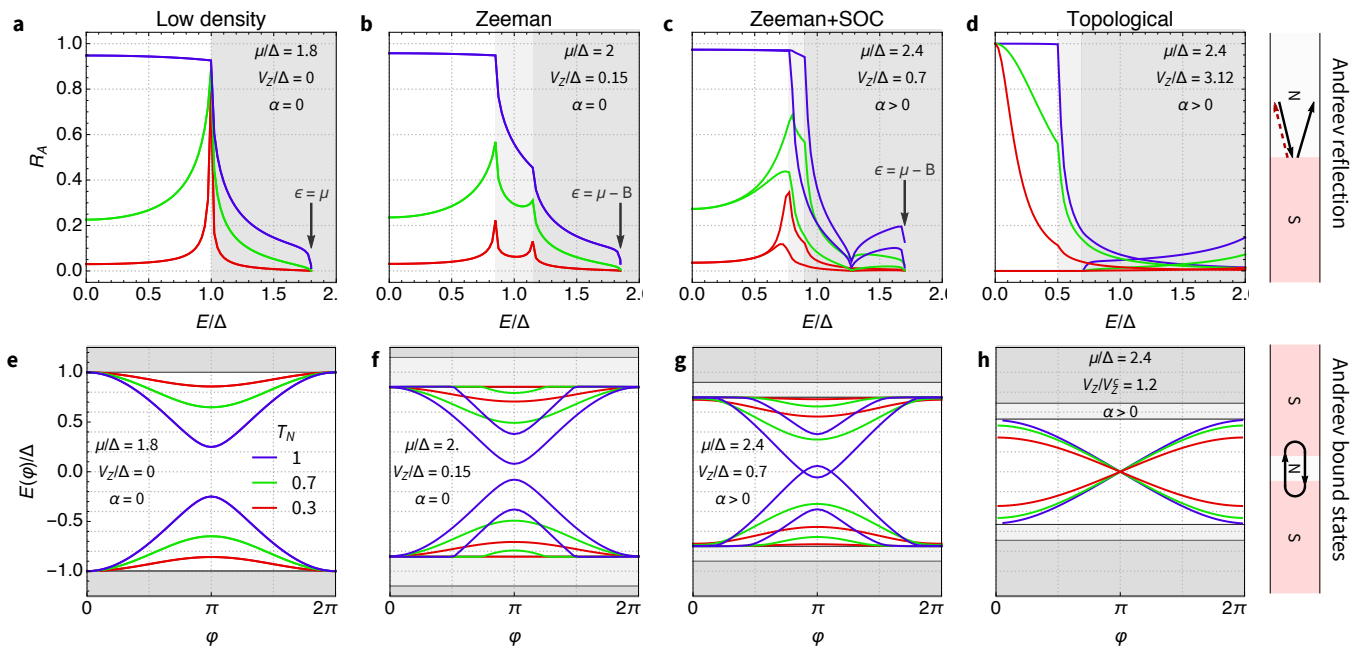 a Low density
b Zeeman
c Zeeman+SOC
d Topological
R_A
1.0
0.8
0.6
0.4
0.2
0.0
μ/Δ = 1.8
V_Z/Δ = 0
α = 0
ϵ = μ
0.0 0.5 1.0 1.5 2.
E/Δ
μ/Δ = 2
V_Z/Δ = 0.15
α = 0
ϵ = μ − B
0.0 0.5 1.0 1.5 2.(
E/Δ
μ/Δ = 2.4
V_Z/Δ = 0.7
α > 0
ϵ = μ − B
0.0 0.5 1.0 1.5 2.(
E/Δ
μ/Δ = 2.4
V_Z/Δ = 3.12
α > 0
0.0 0.5 1.0 1.5 2.(
E/Δ
N
S
Andreev reflection
e
f
g
h
E(φ)/Δ
1.0
0.5
0.0
−0.5
−1.0
μ/Δ = 1.8
V_Z/Δ = 0
α = 0
T_N
1
0.7
0.3
0 π 2π
φ
μ/Δ = 2.
V_Z/Δ = 0.15
α = 0
0 π 2π
φ
μ/Δ = 2.4
V_Z/Δ = 0.7
α > 0
0 π 2π
φ
μ/Δ = 2.4
V_Z/V_Z^c = 1.2
α > 0
0 π 2π
φ
S
N
S
Andreev bound states